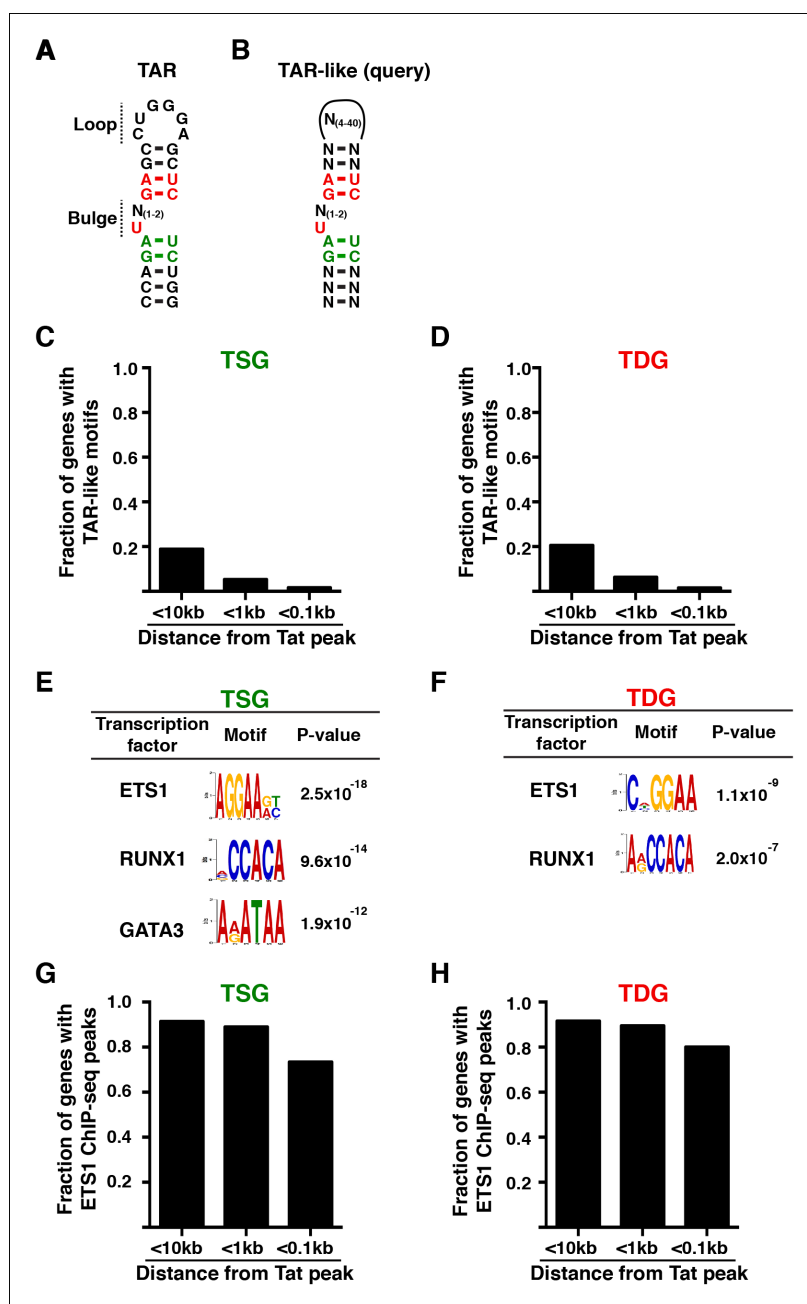 A
B
TAR
TAR-like (query)
Loop
U G G G
C A
C G
G C
A U
G C
Bulge
N(1-2)
U
A U
G C
A U
C G
C G
N(4-40)
N N
N N
A U
G C
N(1-2)
U
A U
G C
N N
N N
N N
C
TSG
Fraction of genes with
TAR-like motifs
1.0
0.8
0.6
0.4
0.2
<10kb <1kb <0.1kb
Distance from Tat peak
D
TDG
Fraction of genes with
TAR-like motifs
1.0
0.8
0.6
0.4
0.2
<10kb <1kb <0.1kb
Distance from Tat peak
E
TSG
Transcription
factor
Motif
P-value
ETS1 AGGAA 2.5x10-18
RUNX1 CCACA 9.6x10-14
GATA3 1.9x10-12
F
TDG
Transcription
factor
Motif
P-value
ETS1 1.1x10-9
RUNX1 2.0x10-7
G
TSG
Fraction of genes with
ETS1 ChIP-seq peaks
1.0
0.8
0.6
0.4
0.2
<10kb <1kb <0.1kb
Distance from Tat peak
H
TDG
Fraction of genes with
ETS1 ChIP-seq peaks
1.0
0.8
0.6
0.4
0.2
<10kb <1kb <0.1kb
Distance from Tat peak